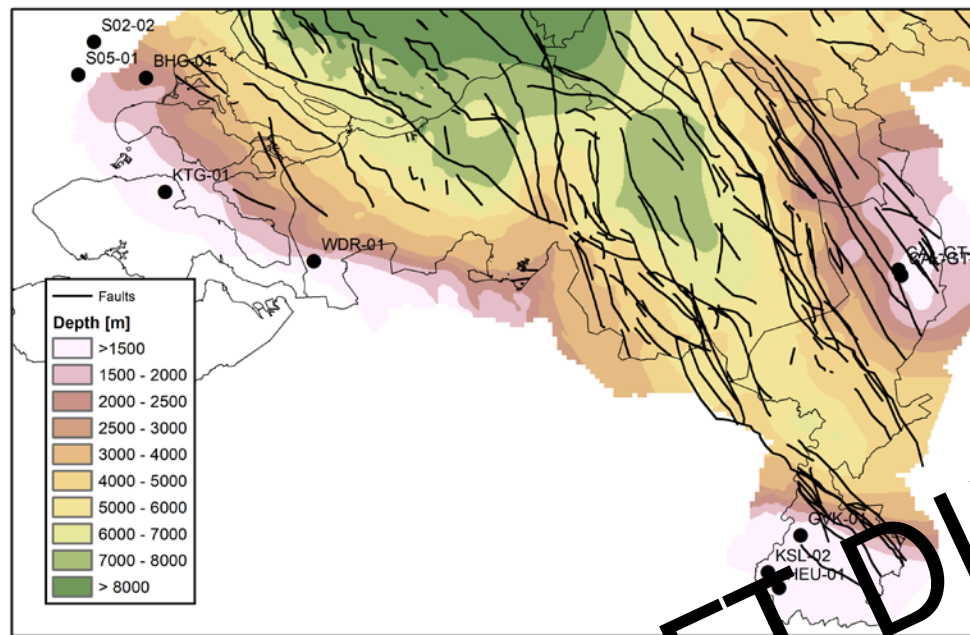 S02-02
S05-01
BHG-01
KTG-01
WDR-01
Faults
Depth [m]
>1500
1500 - 2000
2000 - 2500
2500 - 3000
3000 - 4000
4000 - 5000
5000 - 6000
6000 - 7000
7000 - 8000
> 8000
GVK-01
KSL-02
HEU-01